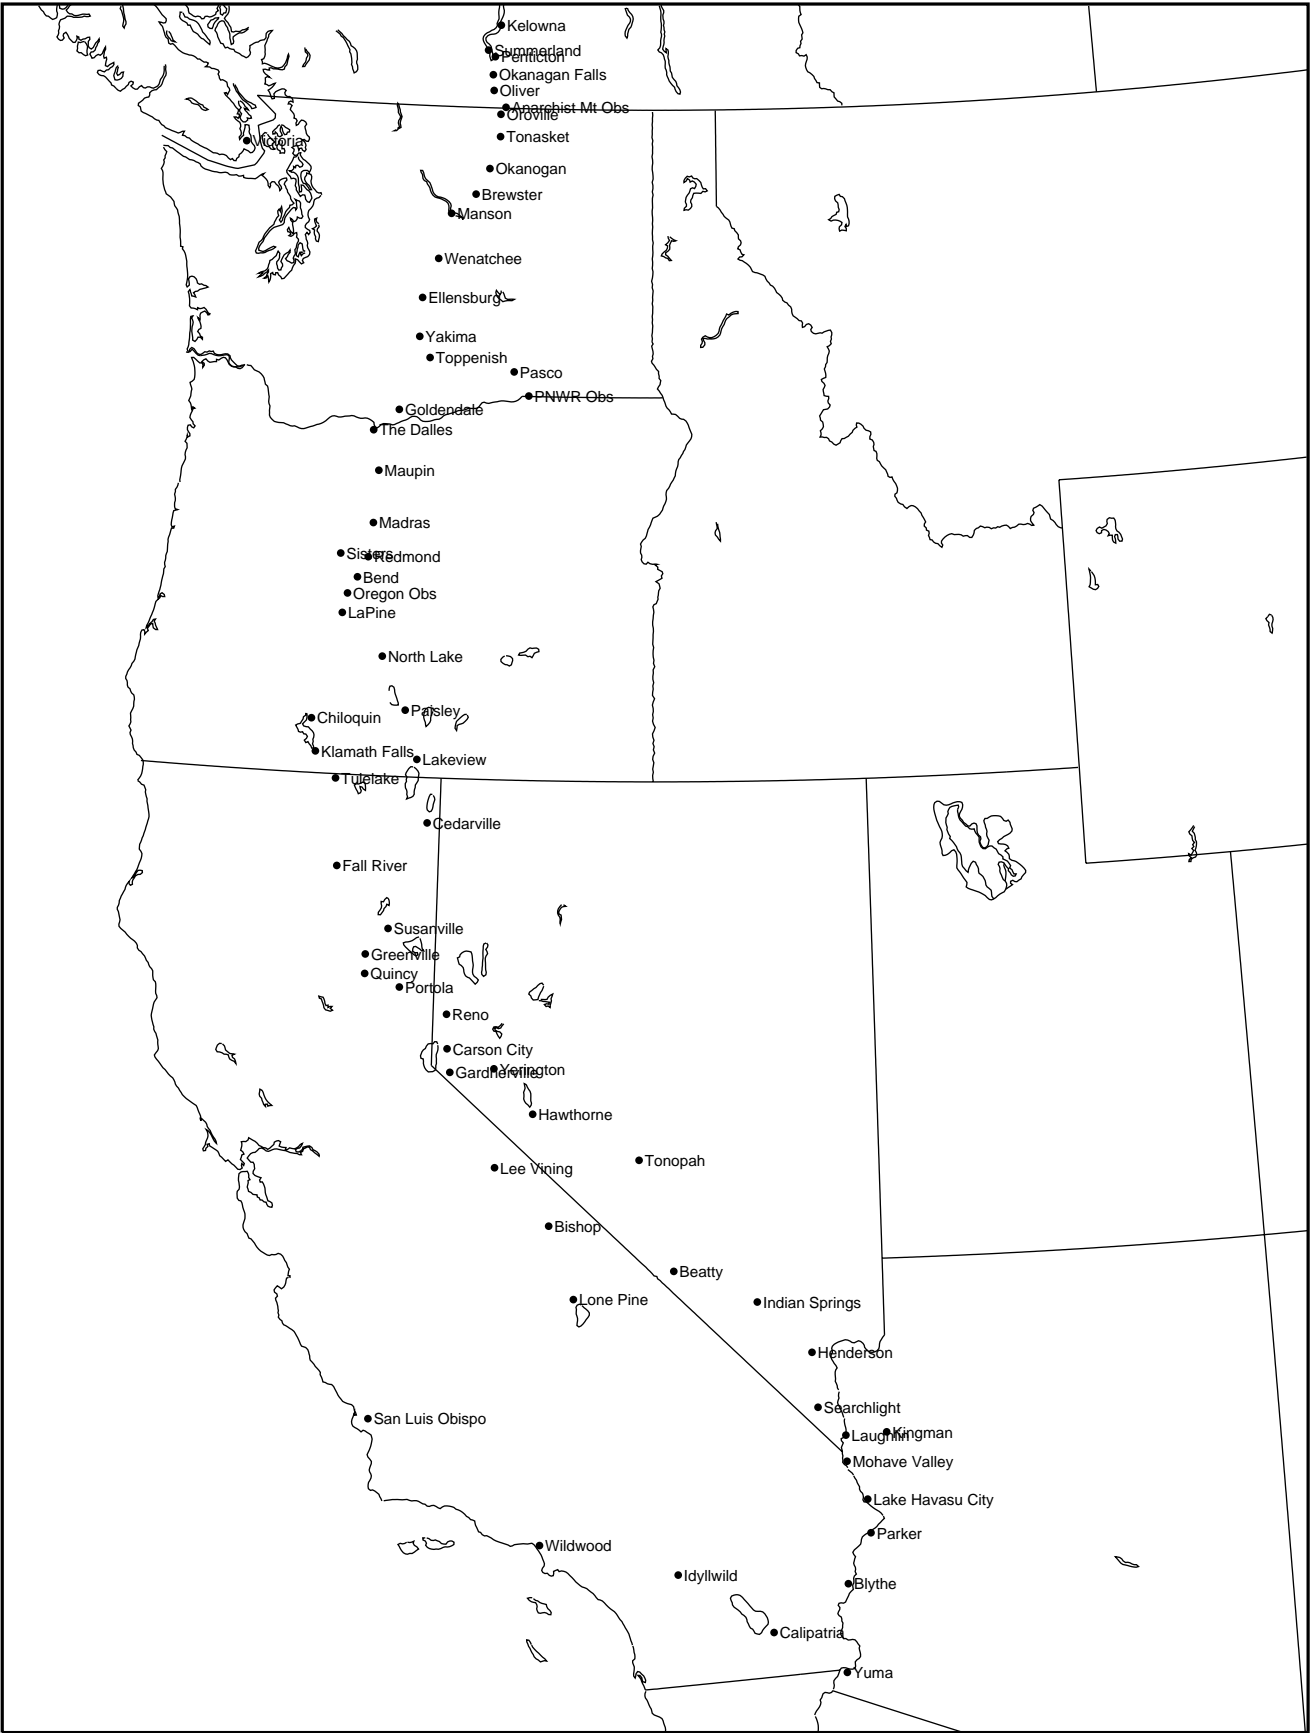 Kelowna
Summerland
Penticton
Okanagan Falls
Oliver
Anarchist Mt Obs
Oroville
Tonasket
Victoria
Okanogan
Brewster
Manson
Wenatchee
Ellensburg
Yakima
Toppenish
Pasco
PNWR Obs
Goldendale
The Dalles
Maupin
Madras
Sisters
Redmond
Bend
Oregon Obs
LaPine
North Lake
Paisley
Chiloquin
Klamath Falls
Lakeview
Tulelake
Cedarville
Fall River
Susanville
Greenville
Quincy
Portola
Reno
Carson City
Yerington
Gardnerville
Hawthorne
Tonopah
Lee Vining
Bishop
Beatty
Lone Pine
Indian Springs
Henderson
Searchlight
San Luis Obispo
Kingman
Laughlin
Mohave Valley
Lake Havasu City
Parker
Wildwood
Idyllwild
Blythe
Calipatria
Yuma